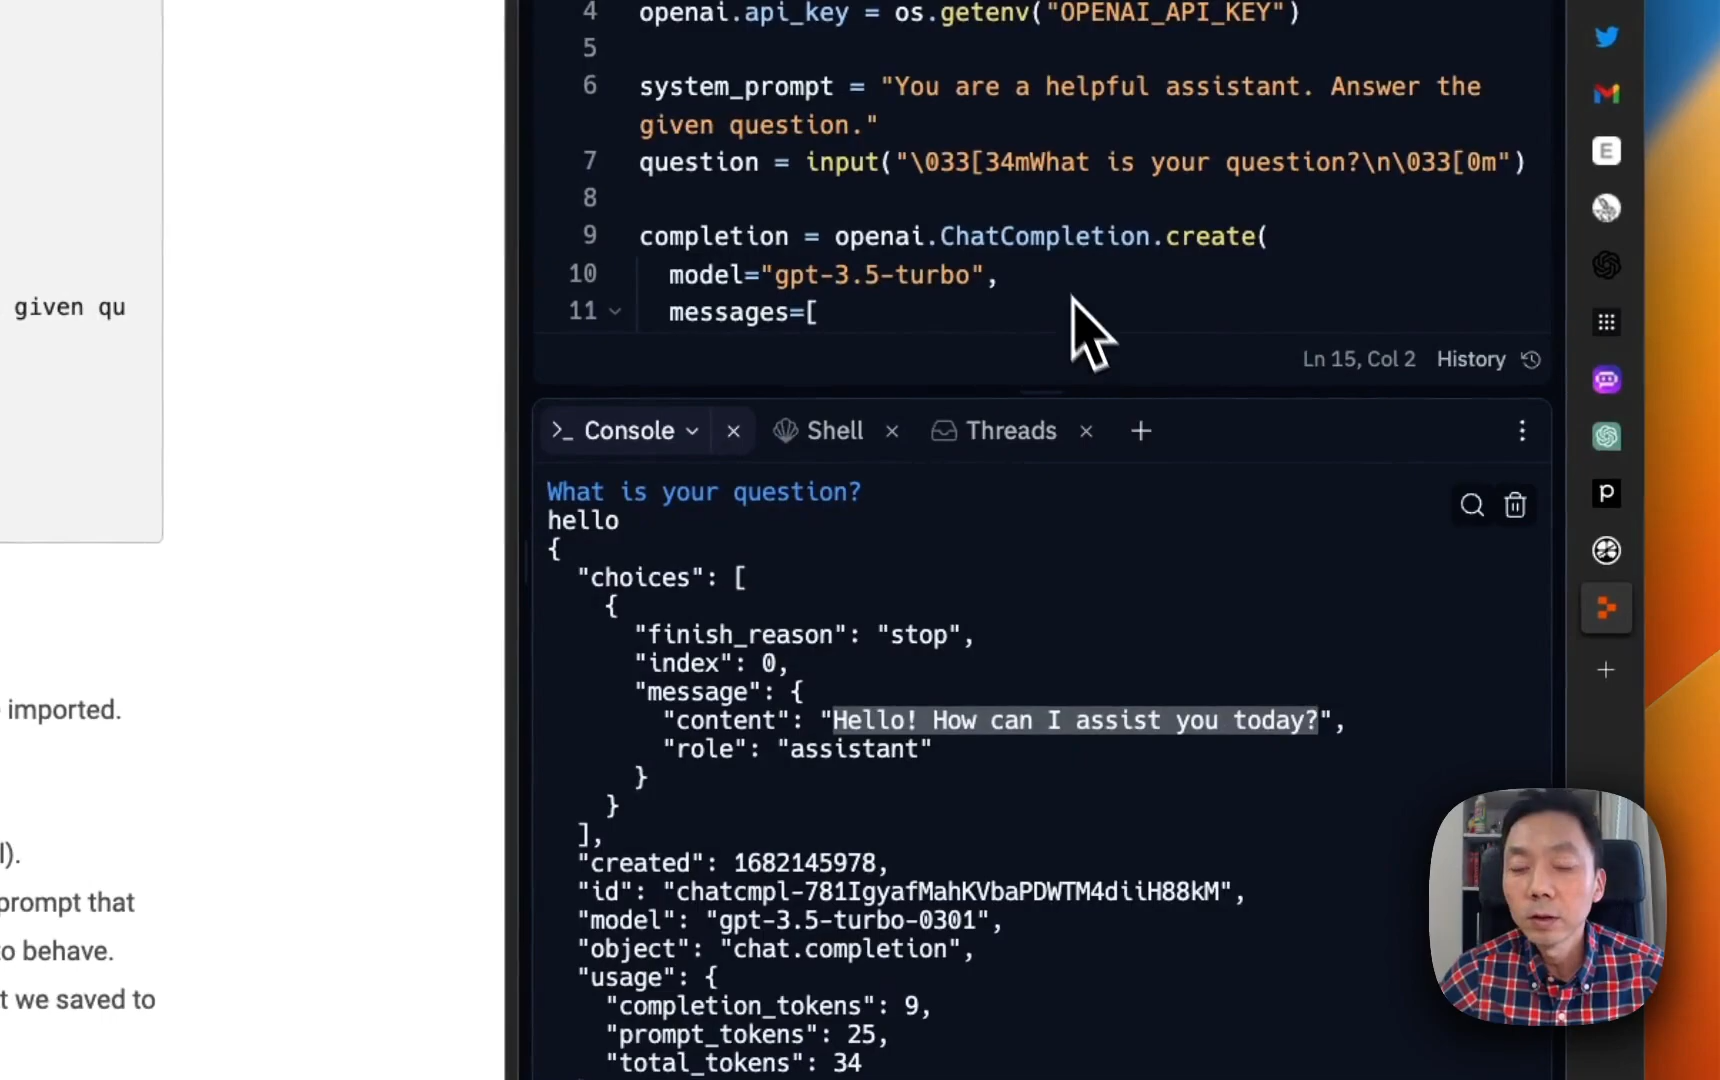 given qu
imported.
l).
prompt that
to behave.
t we saved to
4 openai.api_key = os.getenv("OPENAI_API_KEY")
5
6 system_prompt = "You are a helpful assistant. Answer the
given question."
7 question = input("\033[34mWhat is your question?\n\033[0m")
8
9 completion = openai.ChatCompletion.create(
10 model="gpt-3.5-turbo",
11 messages=[
Ln 15, Col 2 History
>_ Console Shell Threads
What is your question?
hello
{
"choices": [
{
"finish_reason": "stop",
"index": 0,
"message": {
"content": "Hello! How can I assist you today?",
"role": "assistant"
}
}
],
"created": 1682145978,
"id": "chatcmpl-781IgyafMahKVbaPDWTM4diiH88kM",
"model": "gpt-3.5-turbo-0301",
"object": "chat.completion",
"usage": {
"completion_tokens": 9,
"prompt_tokens": 25,
"total_tokens": 34
E
p